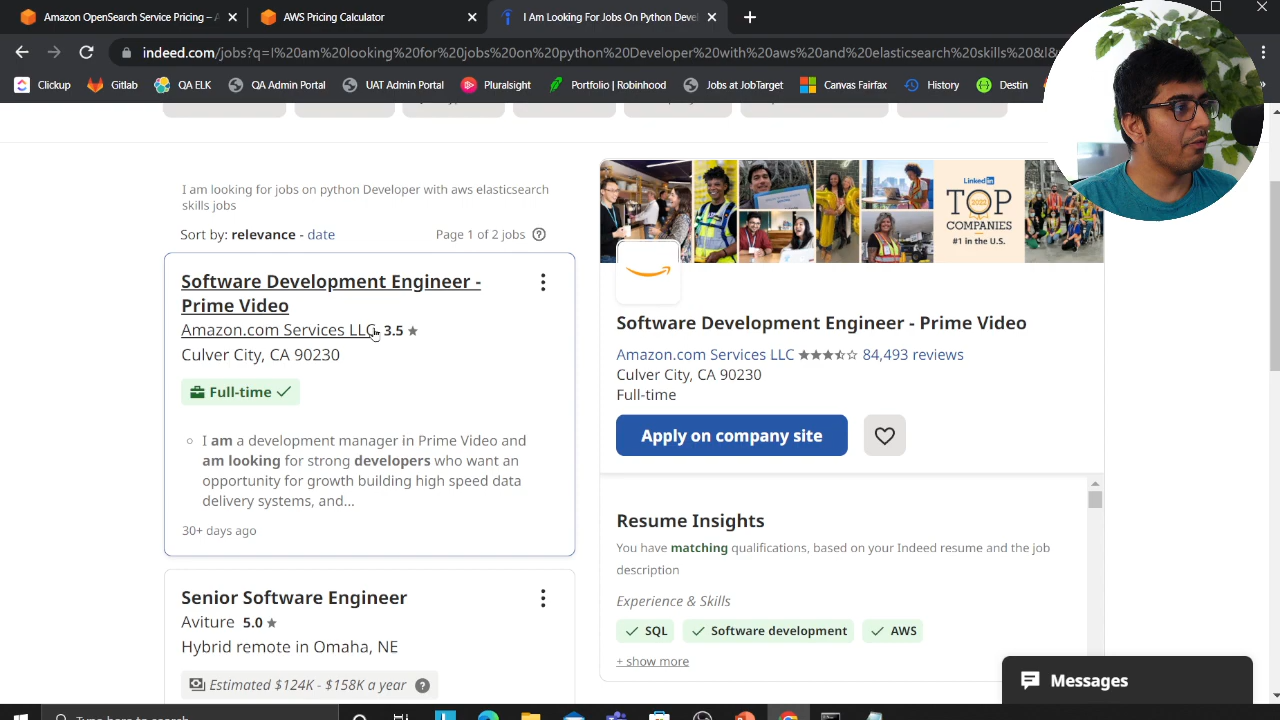 Amazon OpenSearch Service Pricing -
AWS Pricing Calculator
I Am Looking For Jobs On Python Deve
indeed.com/jobs?q=I%20am%20looking%20for%20jobs%20on%20python%20Developer%20with%20aws%20and%20elasticsearch%20skills%20&l&
Clickup
Gitlab
QA ELK
QA Admin Portal
UAT Admin Portal
Pluralsight
Portfolio | Robinhood
Jobs at JobTarget
Canvas Fairfax
History
Destin
I am looking for jobs on python Developer with aws elasticsearch
skills jobs
Sort by: relevance - date
Page 1 of 2 jobs
Software Development Engineer -
Prime Video
Amazon.com Services LLC 3.5
Culver City, CA 90230
Full-time
I am a development manager in Prime Video and
am looking for strong developers who want an
opportunity for growth building high speed data
delivery systems, and...
30+ days ago
Senior Software Engineer
Aviture 5.0
Hybrid remote in Omaha, NE
Estimated $124K - $158K a year
LinkedIn
TOP
2022
COMPANIES
#1 in the U.S.
Software Development Engineer - Prime Video
Amazon.com Services LLC 84,493 reviews
Culver City, CA 90230
Full-time
Apply on company site
Resume Insights
You have matching qualifications, based on your Indeed resume and the job
description
Experience & Skills
SQL
Software development
AWS
+ show more
Messages
Type here to search